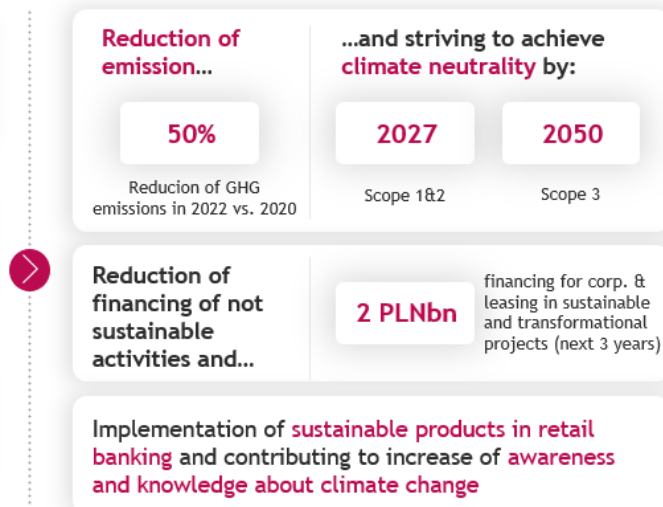 Reduction of
emission...
50%
Reducion of GHG
emissions in 2022 vs. 2020
...and striving to achieve
climate neutrality by:
2027
Scope 1&2
2050
Scope 3
Reduction of
financing of not
sustainable
activities and...
2 PLNbn
financing for corp. &
leasing in sustainable
and transformational
projects (next 3 years)
Implementation of sustainable products in retail
banking and contributing to increase of awareness
and knowledge about climate change